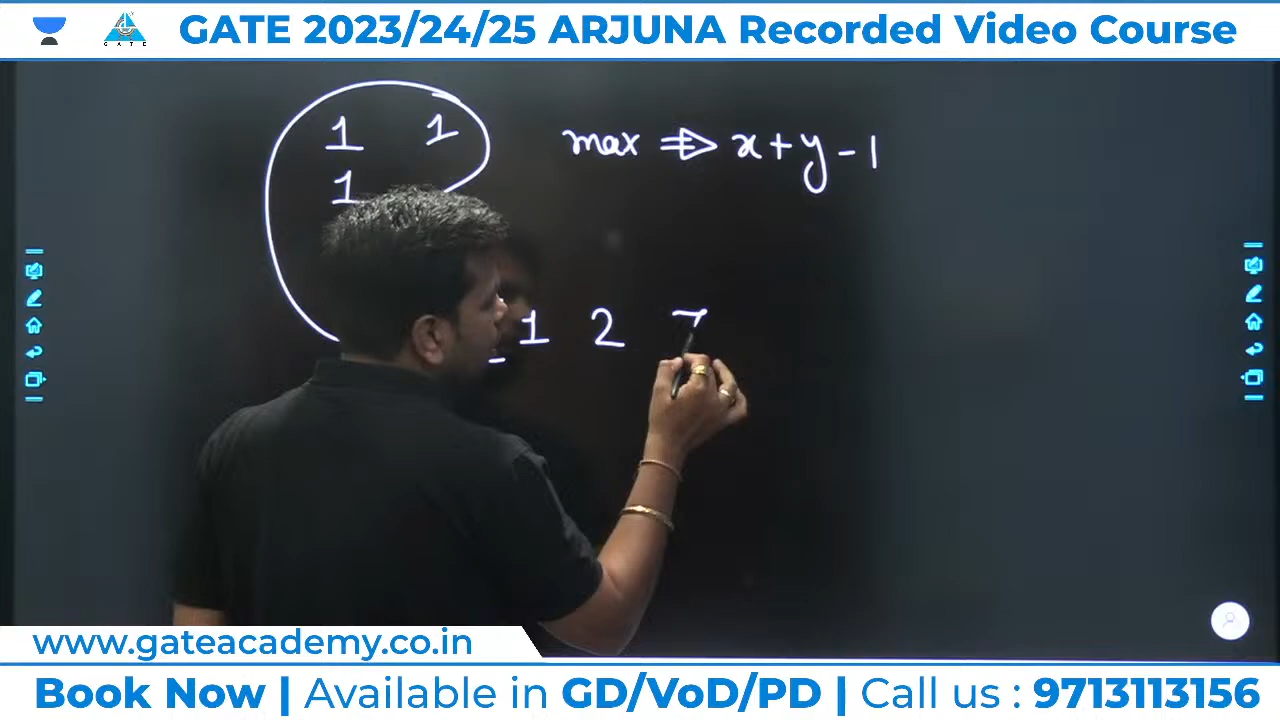 GATE 2023/24/25 ARJUNA Recorded Video Course
GATE
1 1
max ⇒ x+y-1
1
1 2 7
www.gateacademy.co.in
Book Now | Available in GD/VoD/PD | Call us : 9713113156